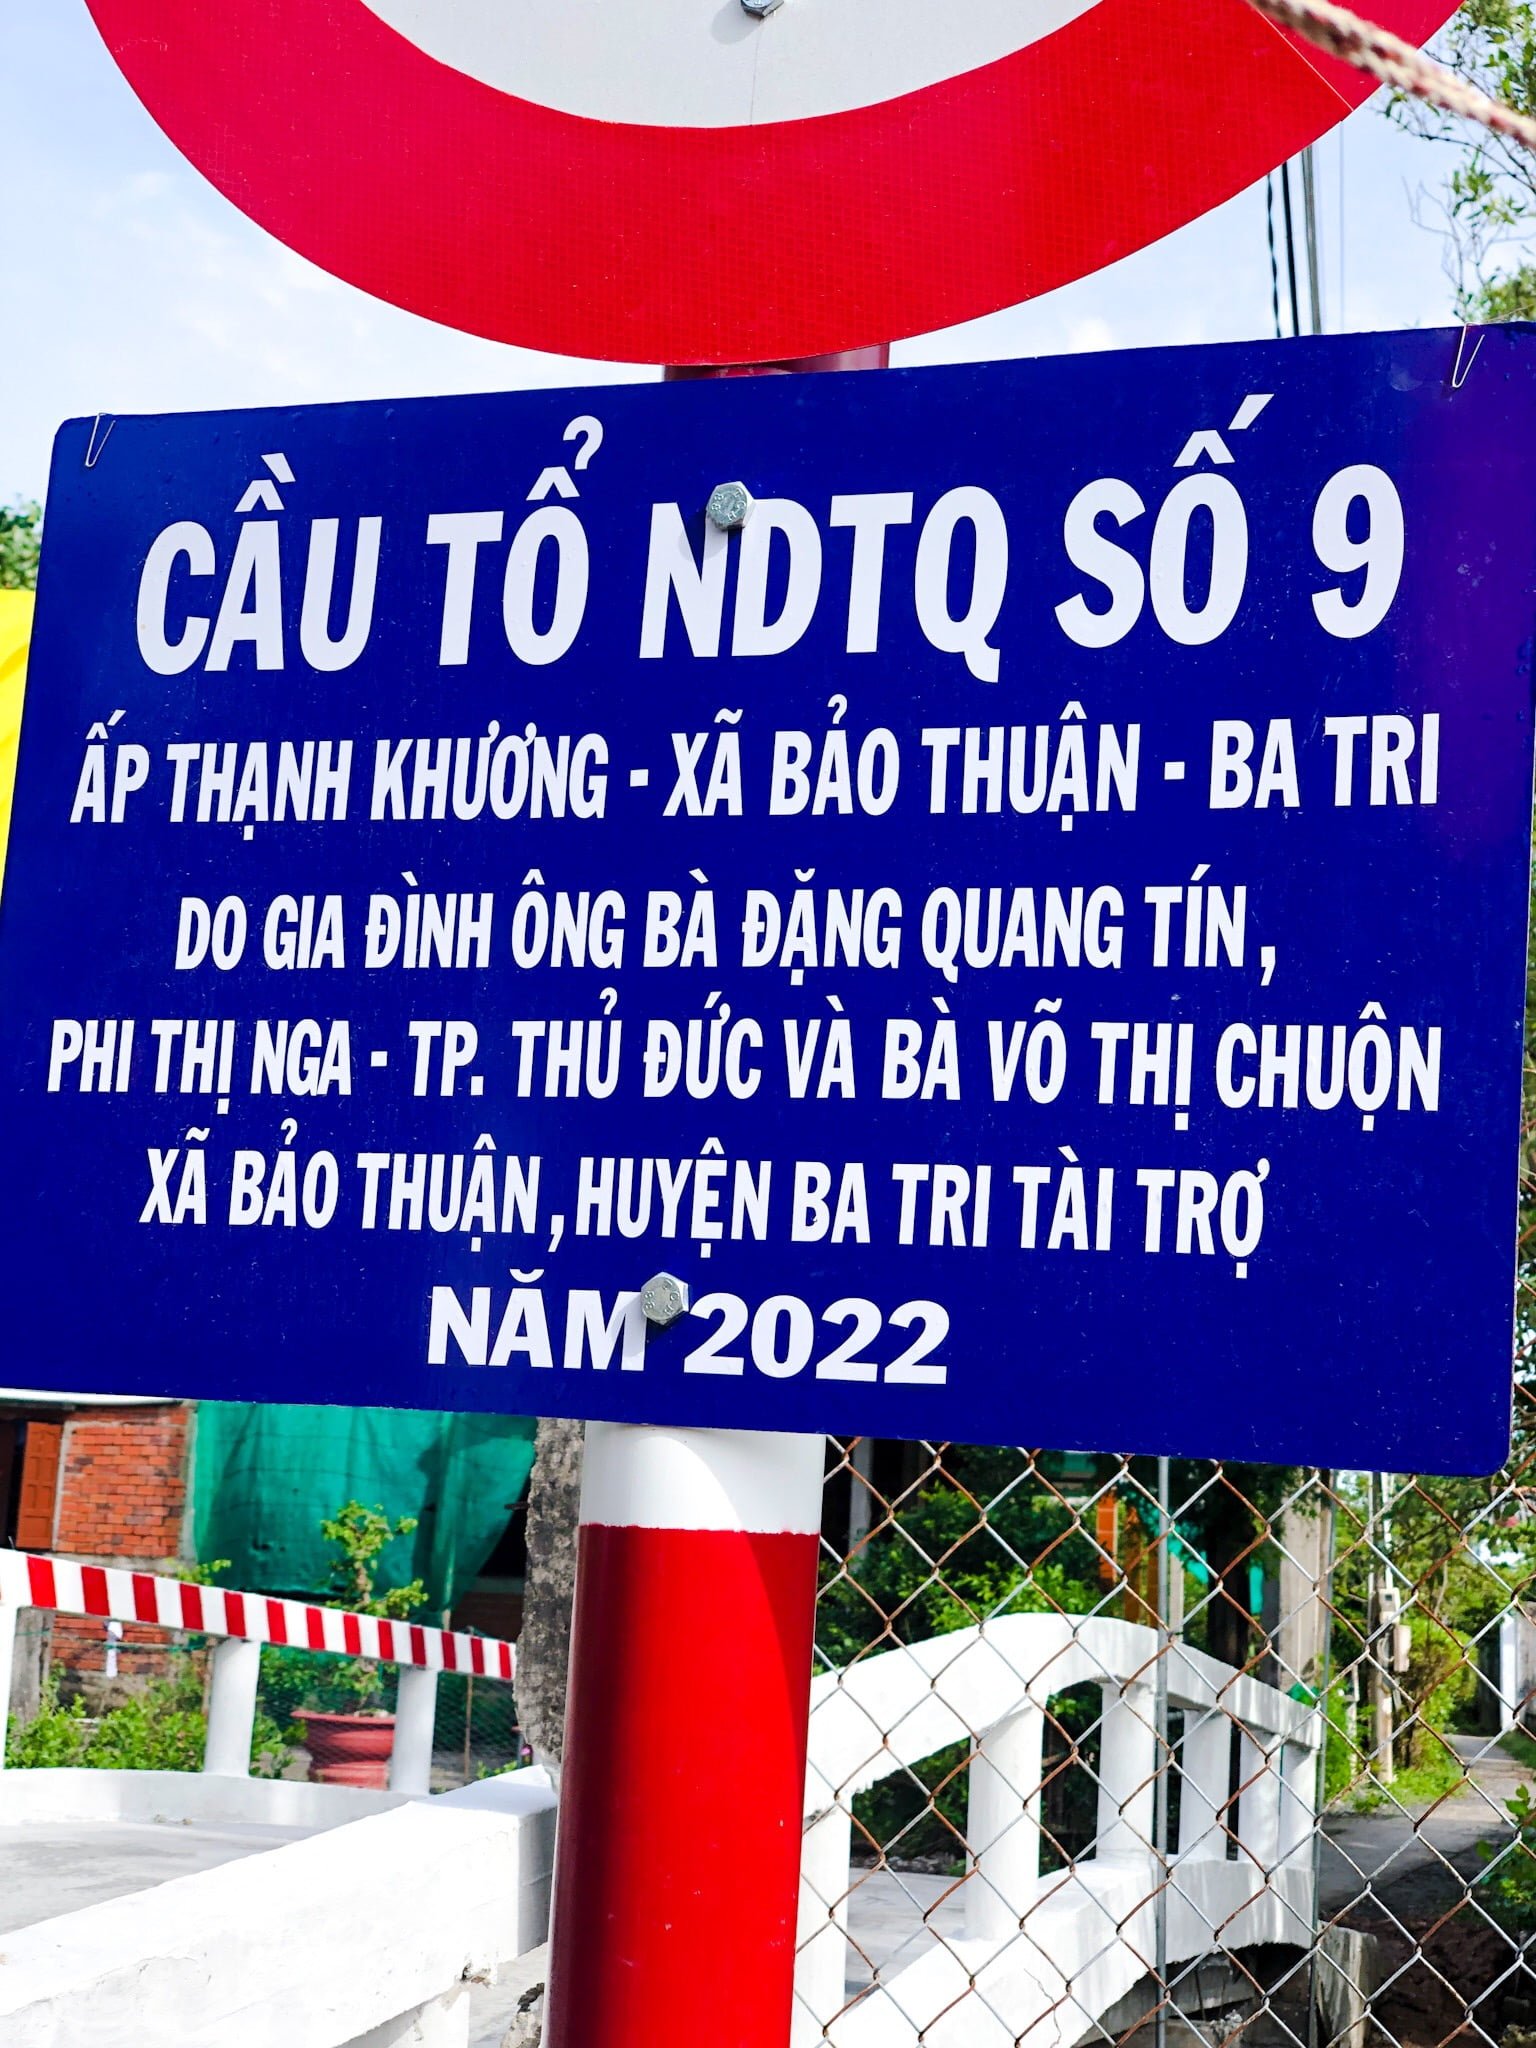 CẦU TỔ NDTQ SỐ 9
ẤP THẠNH KHƯƠNG - XÃ BẢO THUẬN - BA TRI
DO GIA ĐÌNH ÔNG BÀ ĐẶNG QUANG TÍN,
PHI THỊ NGA - TP. THỦ ĐỨC VÀ BÀ VÕ THỊ CHUỘN
XÃ BẢO THUẬN, HUYỆN BA TRI TÀI TRỢ
NĂM 2022